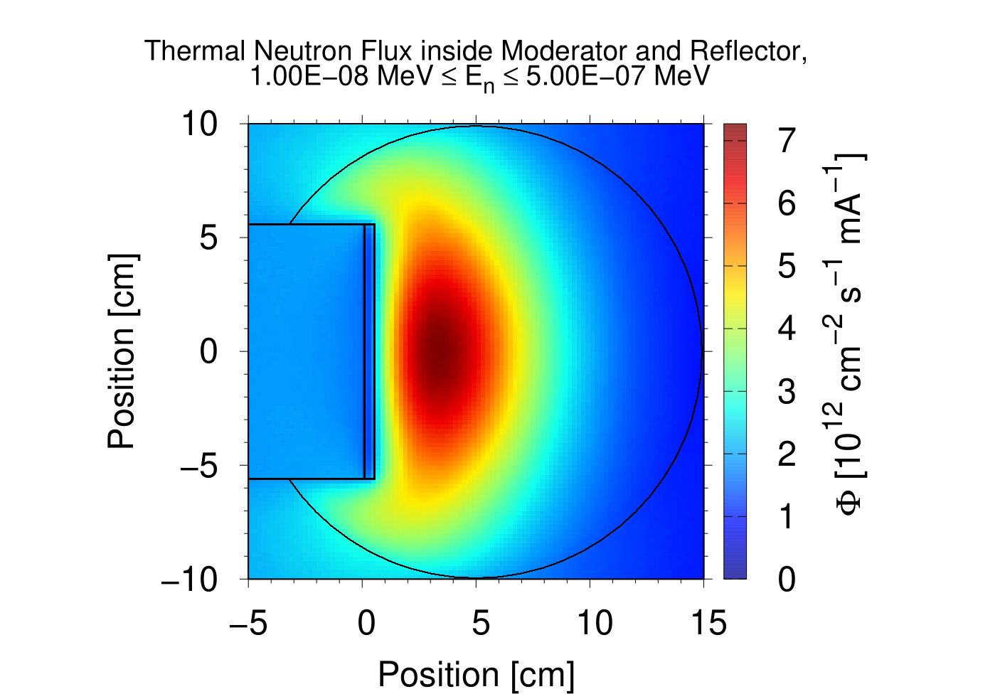 Thermal Neutron Flux inside Moderator and Reflector,
1.00E−08 MeV ≤ Eₙ ≤ 5.00E−07 MeV
10
5
0
−5
−10
Position [cm]
−5 0 5 10 15
Position [cm]
7
6
5
4
3
2
1
0
Φ [10¹² cm⁻² s⁻¹ mA⁻¹]